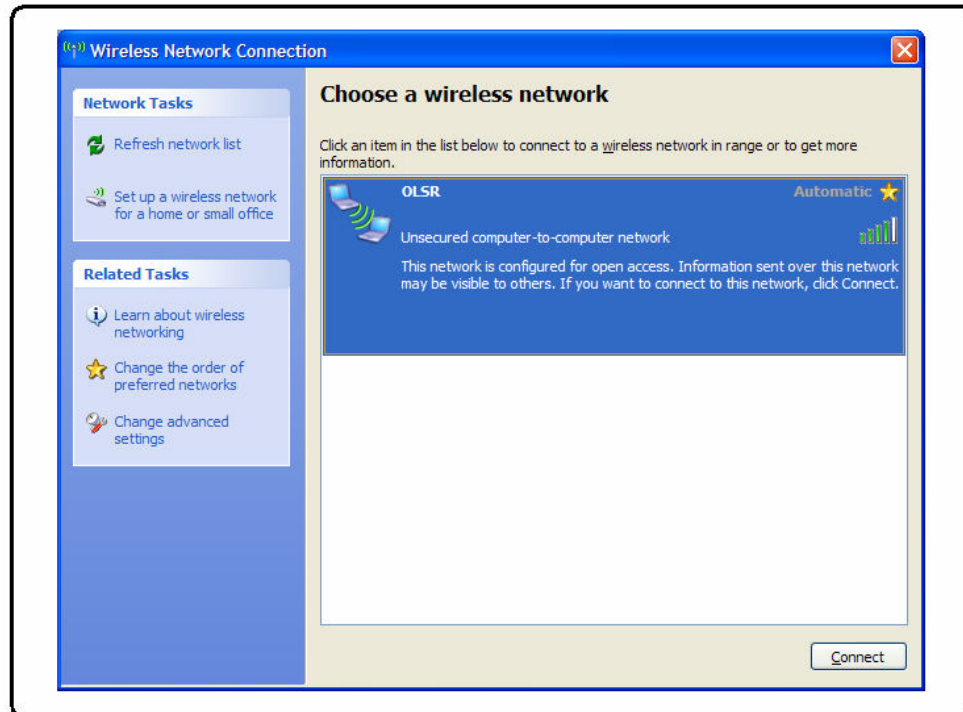 Wireless Network Connection
Network Tasks
Refresh network list
Set up a wireless network
for a home or small office
Related Tasks
Learn about wireless
networking
Change the order of
preferred networks
Change advanced
settings
Choose a wireless network
Click an item in the list below to connect to a wireless network in range or to get more
information.
OLSR
Automatic
Unsecured computer-to-computer network
This network is configured for open access. Information sent over this network
may be visible to others. If you want to connect to this network, click Connect.
Connect